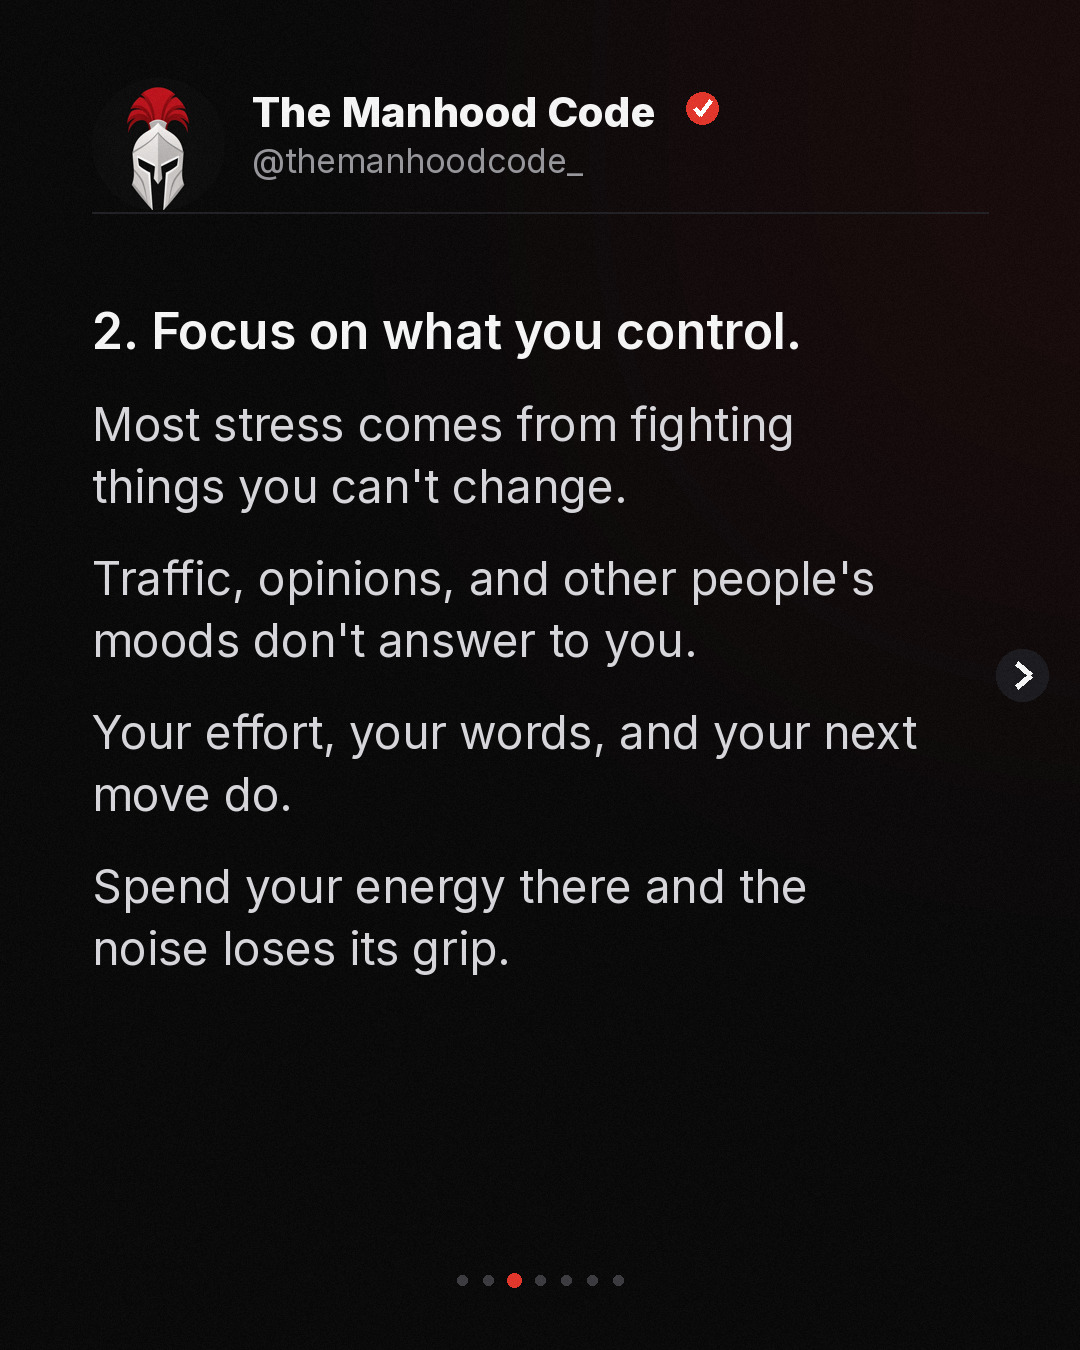 The Manhood Code
@themanhoodcode_
2. Focus on what you control.
Most stress comes from fighting
things you can't change.
Traffic, opinions, and other people's
moods don't answer to you.
Your effort, your words, and your next
move do.
Spend your energy there and the
noise loses its grip.